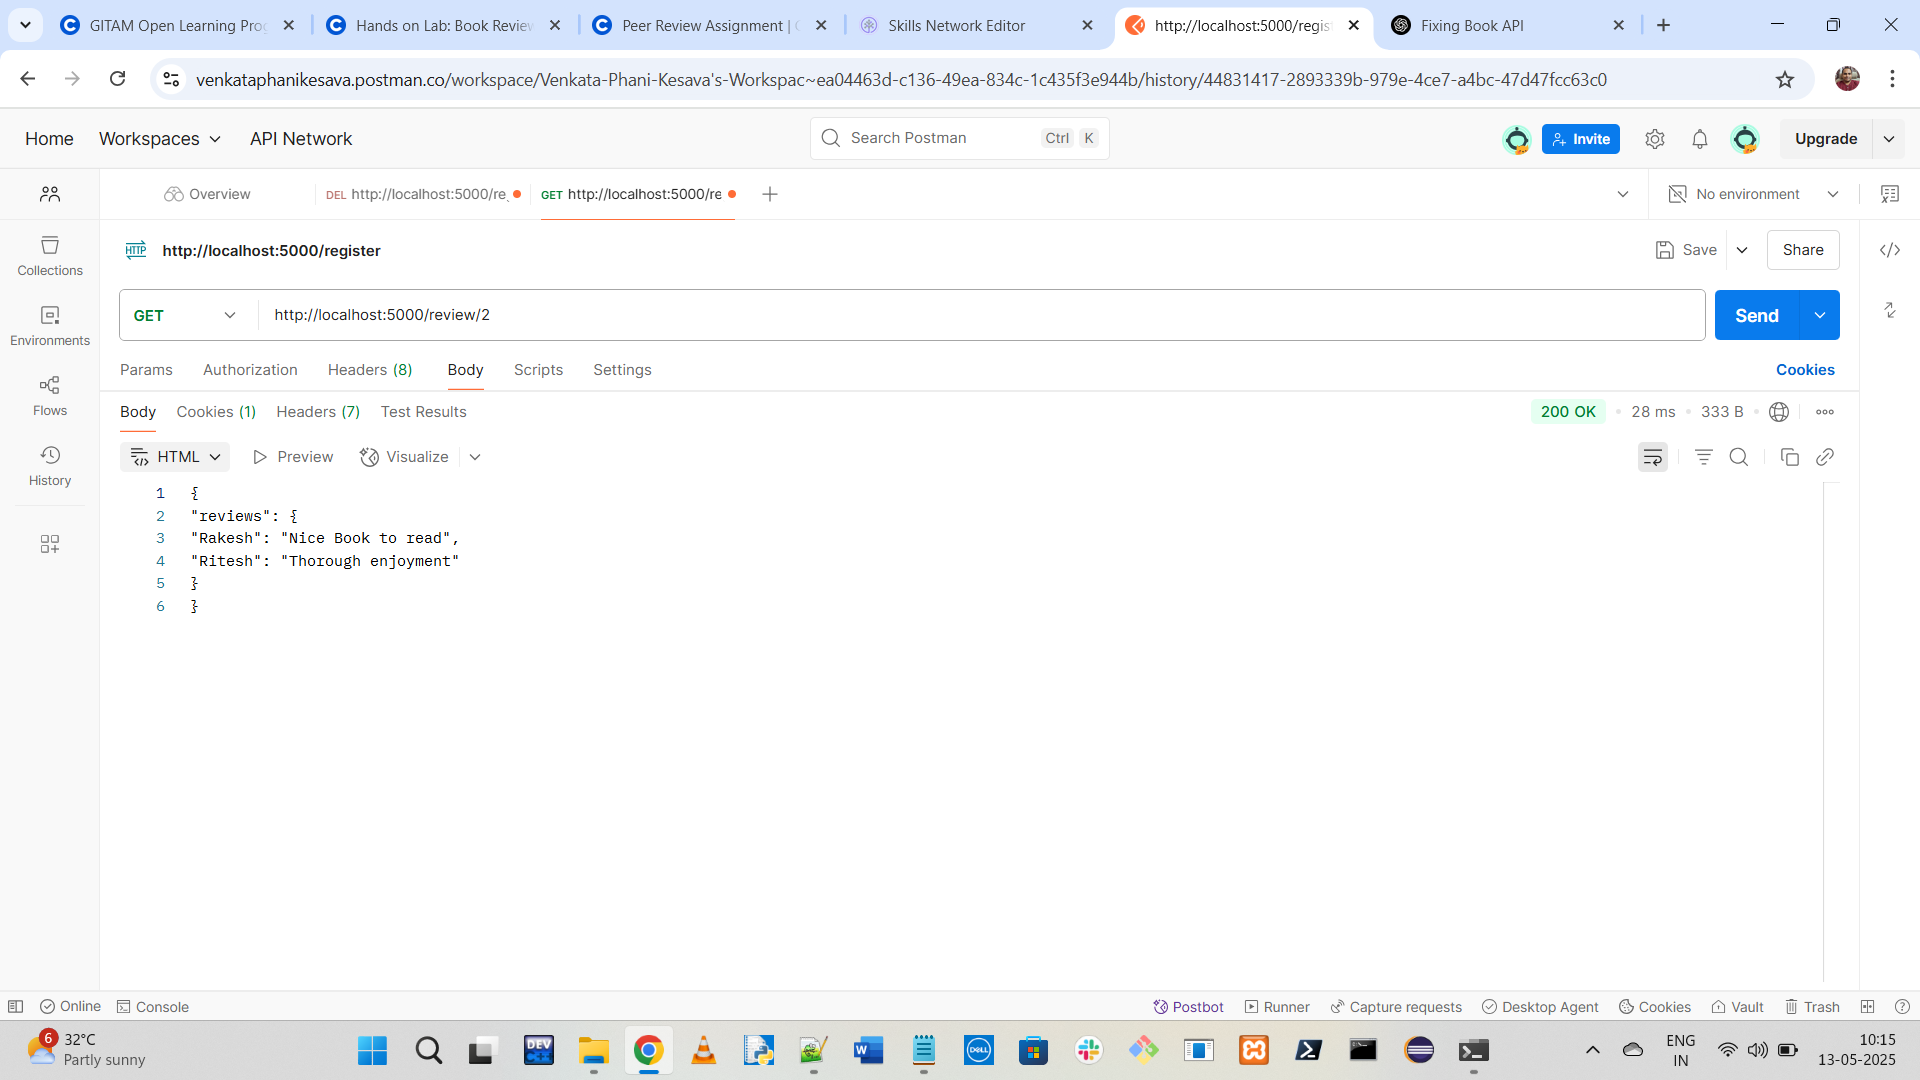 GITAM Open Learning Prog
Hands on Lab: Book Review
Peer Review Assignment | C
Skills Network Editor
http://localhost:5000/regist
Fixing Book API
venkataphanikesava.postman.co/workspace/Venkata-Phani-Kesava's-Workspac~ea04463d-c136-49ea-834c-1c435f3e944b/history/44831417-2893339b-979e-4ce7-a4bc-47d47fcc63c0
Home Workspaces API Network
Search Postman Ctrl K
Invite
Upgrade
Overview
DEL http://localhost:5000/re
GET http://localhost:5000/re
No environment
HTTP http://localhost:5000/register
Save
Share
GET http://localhost:5000/review/2
Send
Params Authorization Headers (8) Body Scripts Settings
Cookies
Body Cookies (1) Headers (7) Test Results
200 OK • 28 ms • 333 B •
HTML Preview Visualize
1 {
2 "reviews": {
3 "Rakesh": "Nice Book to read",
4 "Ritesh": "Thorough enjoyment"
5 }
6 }
Collections
Environments
Flows
History
Online Console
Postbot Runner Capture requests Desktop Agent Cookies Vault Trash
6
32°C
Partly sunny
DEV
C++
W
DELL
ENG
IN
10:15
13-05-2025